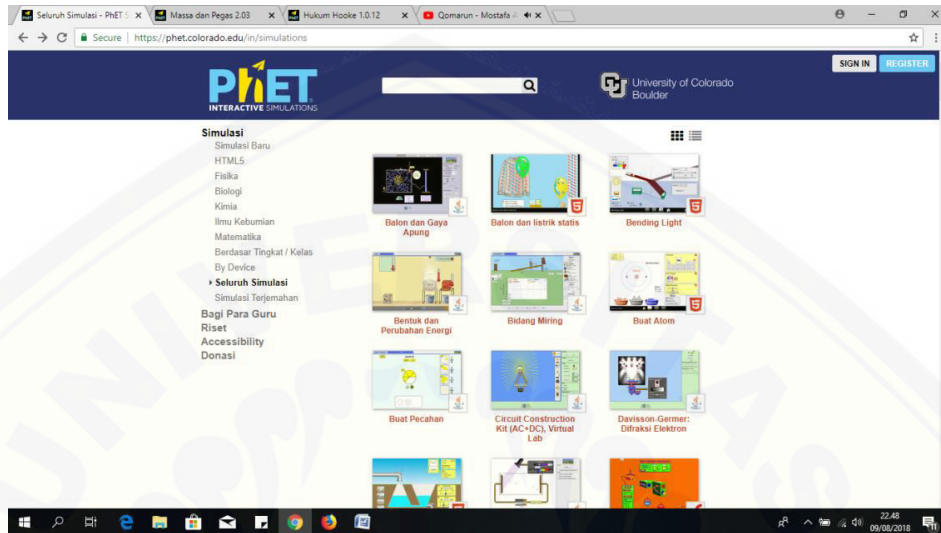 Seluruh Simulasi - PhET S
Massa dan Pegas 2.03
Hukum Hooke 1.0.12
Qomarun - Mostafa
Secure | https://phet.colorado.edu/in/simulations
SIGN IN
REGISTER
PhET
INTERACTIVE SIMULATIONS
University of Colorado
Boulder
Simulasi
Simulasi Baru
HTML5
Fisika
Biologi
Kimia
Ilmu Kebumian
Matematika
Berdasar Tingkat / Kelas
By Device
Seluruh Simulasi
Simulasi Terjemahan
Bagi Para Guru
Riset
Accessibility
Donasi
Balon dan Gaya
Apung
Balon dan listrik statis
Bending Light
Bentuk dan
Perubahan Energi
Bidang Miring
Buat Atom
Buat Pecahan
Circuit Construction
Kit (AC+DC), Virtual
Lab
Davisson-Germer:
Difraksi Elektron
22.48
09/08/2018